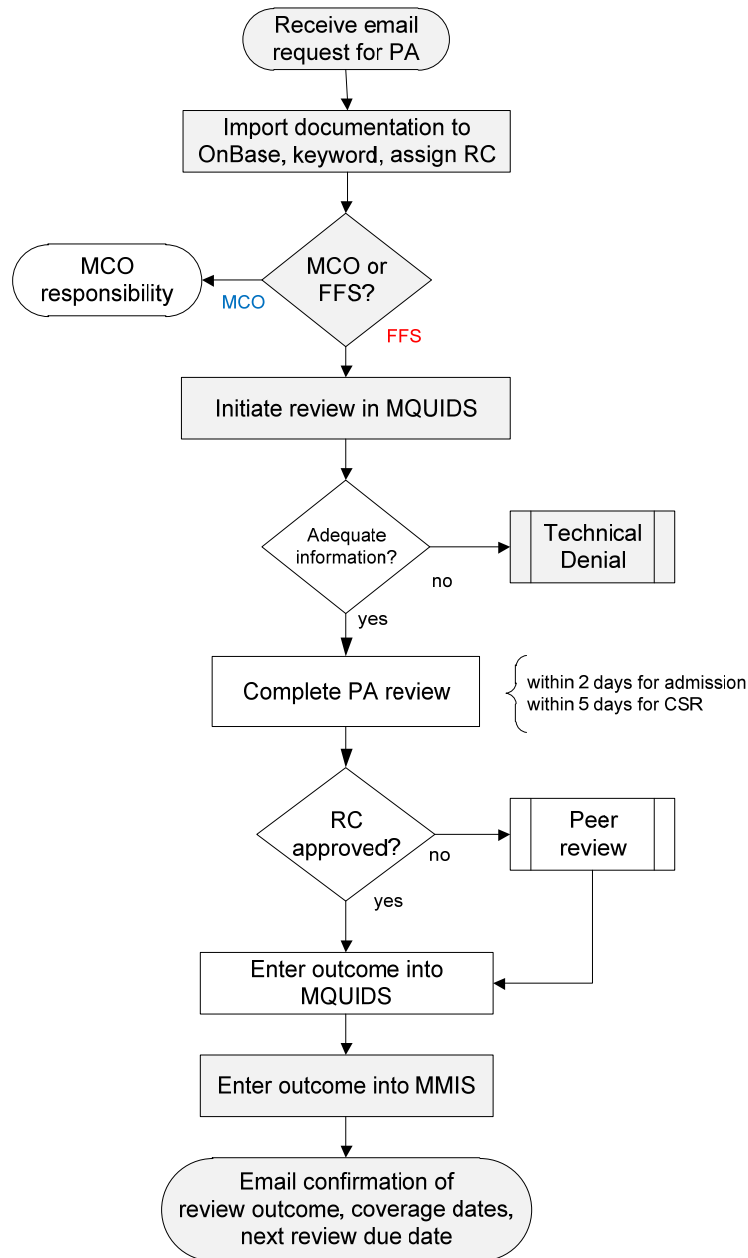 Receive email
request for PA
Import documentation to
OnBase, keyword, assign RC
MCO or
FFS?
MCO
responsibility
MCO
FFS
Initiate review in MQUIDS
Adequate
information?
no
Technical
Denial
yes
Complete PA review
within 2 days for admission
within 5 days for CSR
RC
approved?
no
Peer
review
yes
Enter outcome into
MQUIDS
Enter outcome into MMIS
Email confirmation of
review outcome, coverage dates,
next review due date